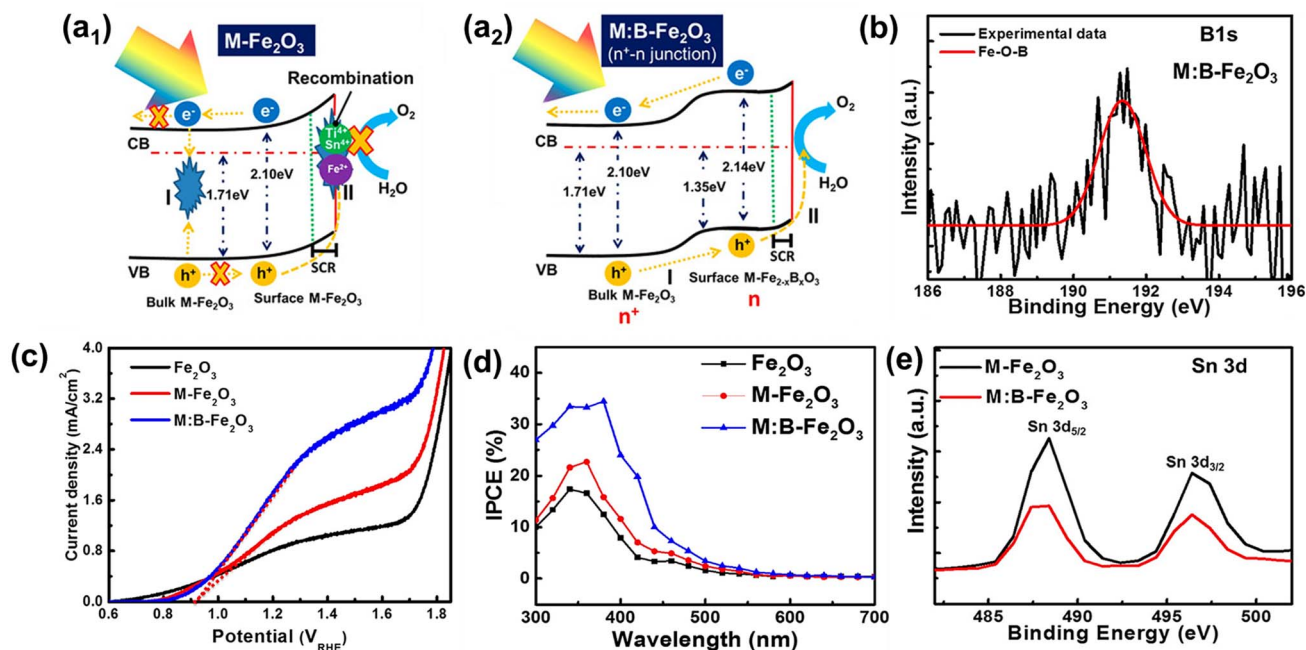 (a₁)
M-Fe₂O₃
Recombination
e⁻
e⁻
CB
Ti⁴⁺
Sn⁴⁺
Fe²⁺
O₂
H₂O
I
1.71eV
2.10eV
II
VB
h⁺
h⁺
SCR
Bulk M-Fe₂O₃
Surface M-Fe₂O₃
(a₂)
M:B-Fe₂O₃
(n⁺-n junction)
e⁻
e⁻
CB
O₂
H₂O
1.71eV
2.10eV
1.35eV
2.14eV
II
VB
h⁺
I
h⁺
SCR
Surface M-Fe₂₋ₓBₓO₃
Bulk M-Fe₂O₃
n⁺
n
(b)
Experimental data
Fe-O-B
B1s
M:B-Fe₂O₃
Intensity (a.u.)
186 188 190 192 194 196
Binding Energy (eV)
(c)
Fe₂O₃
M-Fe₂O₃
M:B-Fe₂O₃
Current density (mA/cm²)
4.0
3.2
2.4
1.6
0.8
0.0
0.6 0.8 1.0 1.2 1.4 1.6 1.8
Potential (V_RHE)
(d)
Fe₂O₃
M-Fe₂O₃
M:B-Fe₂O₃
IPCE (%)
40
30
20
10
0
300 400 500 600 700
Wavelength (nm)
(e)
M-Fe₂O₃
M:B-Fe₂O₃
Sn 3d
Sn 3d₅/₂
Sn 3d₃/₂
Intensity (a.u.)
485 490 495 500
Binding Energy (eV)